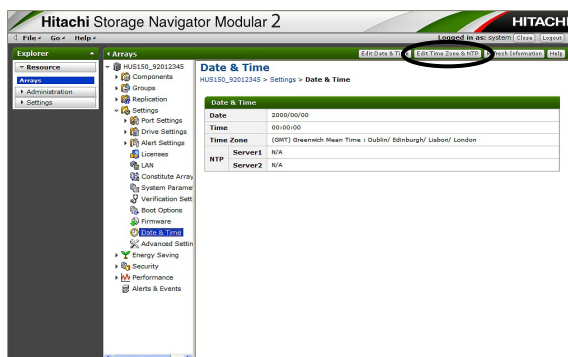 Hitachi Storage Navigator Modular 2
HITACHI
File Go Help
Logged in as: system Close Logout
Explorer
Resource
Arrays
Administration
Settings
Arrays
HUS150_92012345
Components
Groups
Replication
Settings
Port Settings
Drive Settings
Alert Settings
Licenses
LAN
Constitute Array
System Parame
Verification Sett
Boot Options
Firmware
Date & Time
Advanced Settin
Energy Saving
Security
Performance
Alerts & Events
Edit Date & Edit Time Zone & NTP Information Help
Date & Time
HUS150_92012345 > Settings > Date & Time
Date & Time
Date 2000/00/00
Time 00:00:00
Time Zone (GMT) Greenwich Mean Time : Dublin/ Edinburgh/ Lisbon/ London
NTP
Server1 N/A
Server2 N/A